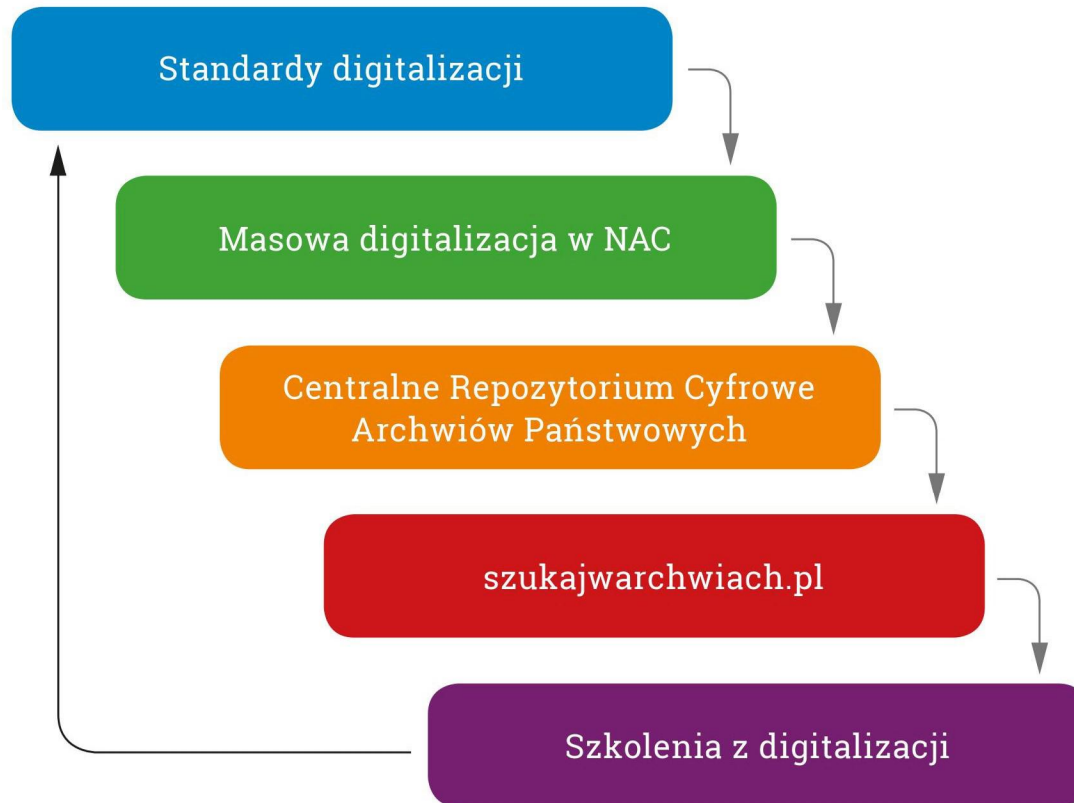 Standardy digitalizacji
Masowa digitalizacja w NAC
Centralne Repozytorium Cyfrowe
Archwiów Państwowych
szukajwarchwiach.pl
Szkolenia z digitalizacji